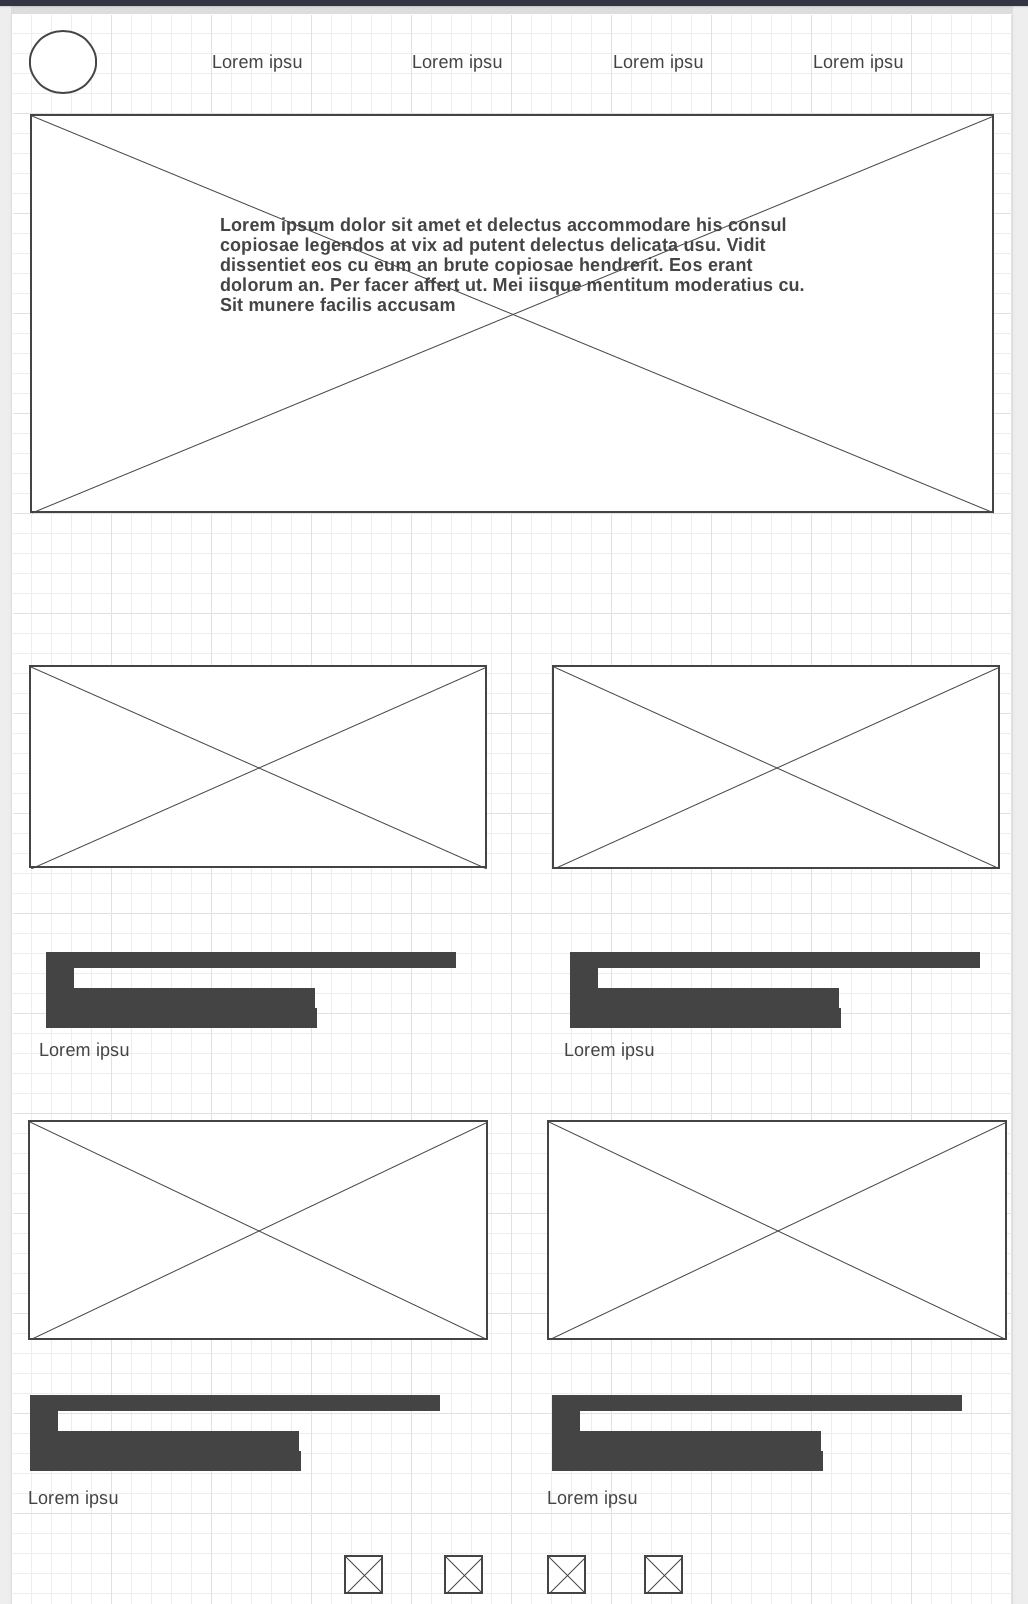 Lorem ipsu
Lorem ipsu
Lorem ipsu
Lorem ipsu
Lorem ipsum dolor sit amet et delectus accommodare his consul
copiosae legendos at vix ad putent delectus delicata usu. Vidit
dissentiet eos cu eum an brute copiosae hendrerit. Eos erant
dolorum an. Per facer affert ut. Mei iisque mentitum moderatius cu.
Sit munere facilis accusam
Lorem ipsu
Lorem ipsu
Lorem ipsu
Lorem ipsu